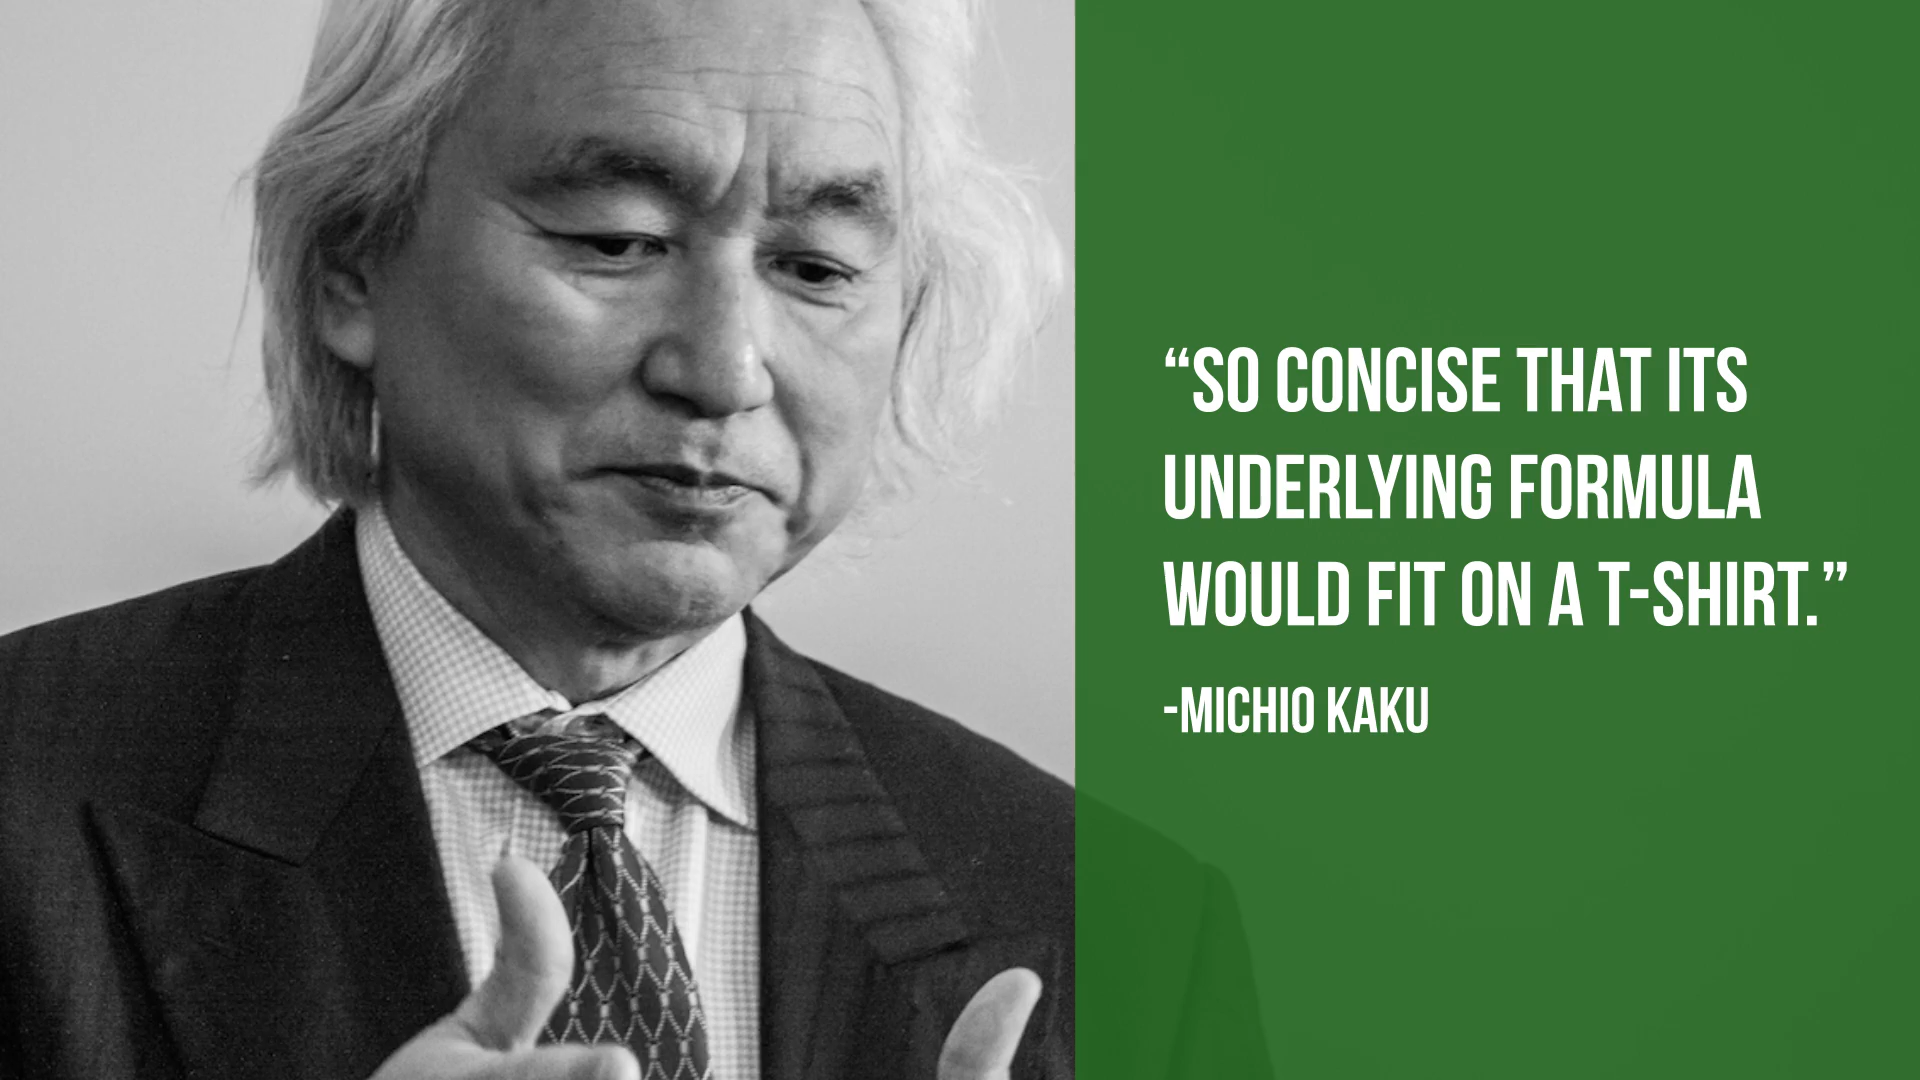 “SO CONCISE THAT ITS
UNDERLYING FORMULA
WOULD FIT ON A T-SHIRT.”
-MICHIO KAKU